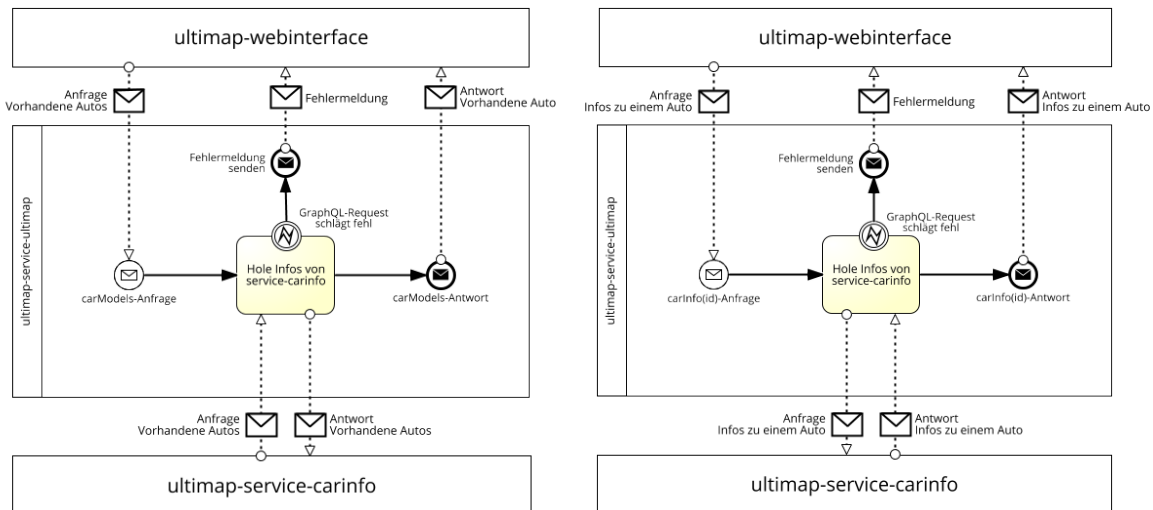 ultimap-webinterface
Anfrage
Vorhandene Autos
Fehlermeldung
Antwort
Vorhandene Auto
ultimap-service-ultimap
Fehlermeldung
senden
GraphQL-Request
schlägt fehl
Hole Infos von
service-carinfo
carModels-Anfrage
carModels-Antwort
Anfrage
Vorhandene Autos
Antwort
Vorhandene Autos
ultimap-service-carinfo
ultimap-webinterface
Anfrage
Infos zu einem Auto
Fehlermeldung
Antwort
Infos zu einem Auto
ultimap-service-ultimap
Fehlermeldung
senden
GraphQL-Request
schlägt fehl
Hole Infos von
service-carinfo
carInfo(id)-Anfrage
carInfo(id)-Antwort
Anfrage
Infos zu einem Auto
Antwort
Infos zu einem Auto
ultimap-service-carinfo